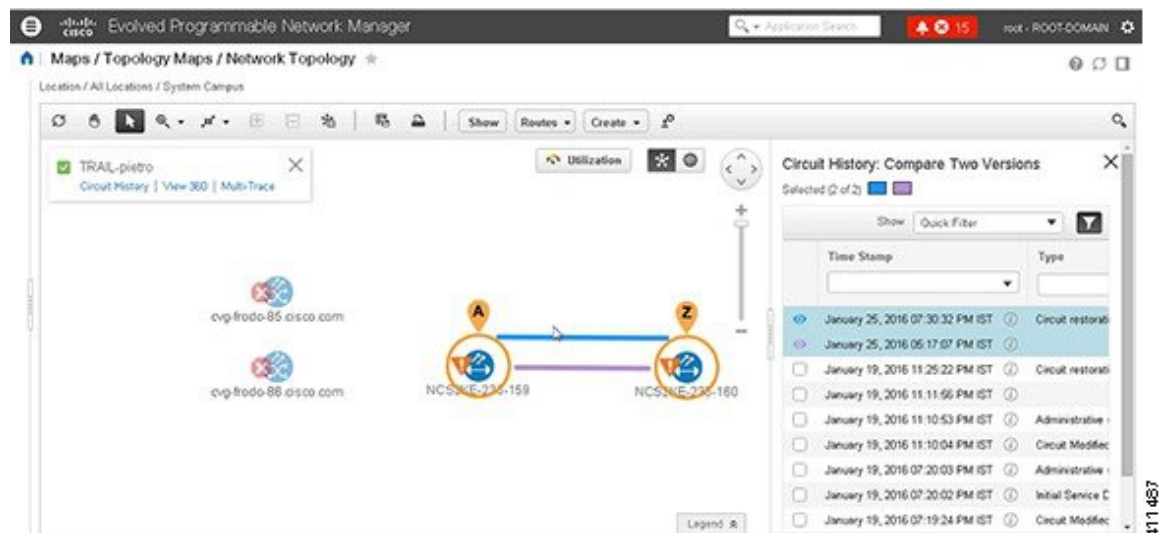 cisco Evolved Programmable Network Manager
Application Search
15
root - ROOT-DOMAIN
Maps / Topology Maps / Network Topology
Location / All Locations / System Campus
Show
Routes
Create
TRAIL-pietro
Circuit History | View 360 | Multi-Trace
Utilization
cvg-frodo-85.cisco.com
cvg-frodo-86.cisco.com
A
Z
Legend
Circuit History: Compare Two Versions
Selected (2 of 2)
Show Quick Filter
Time Stamp Type
January 25, 2016 07:30:32 PM IST Circuit restorati
January 25, 2016 05:17:07 PM IST
January 19, 2016 11:25:22 PM IST Circuit restorati
January 19, 2016 11:11:56 PM IST
January 19, 2016 11:10:53 PM IST Administrative
January 19, 2016 11:10:04 PM IST Circuit Modified
January 19, 2016 07:20:03 PM IST Administrative
January 19, 2016 07:20:02 PM IST Initial Service D
January 19, 2016 07:19:24 PM IST Circuit Modified
411487